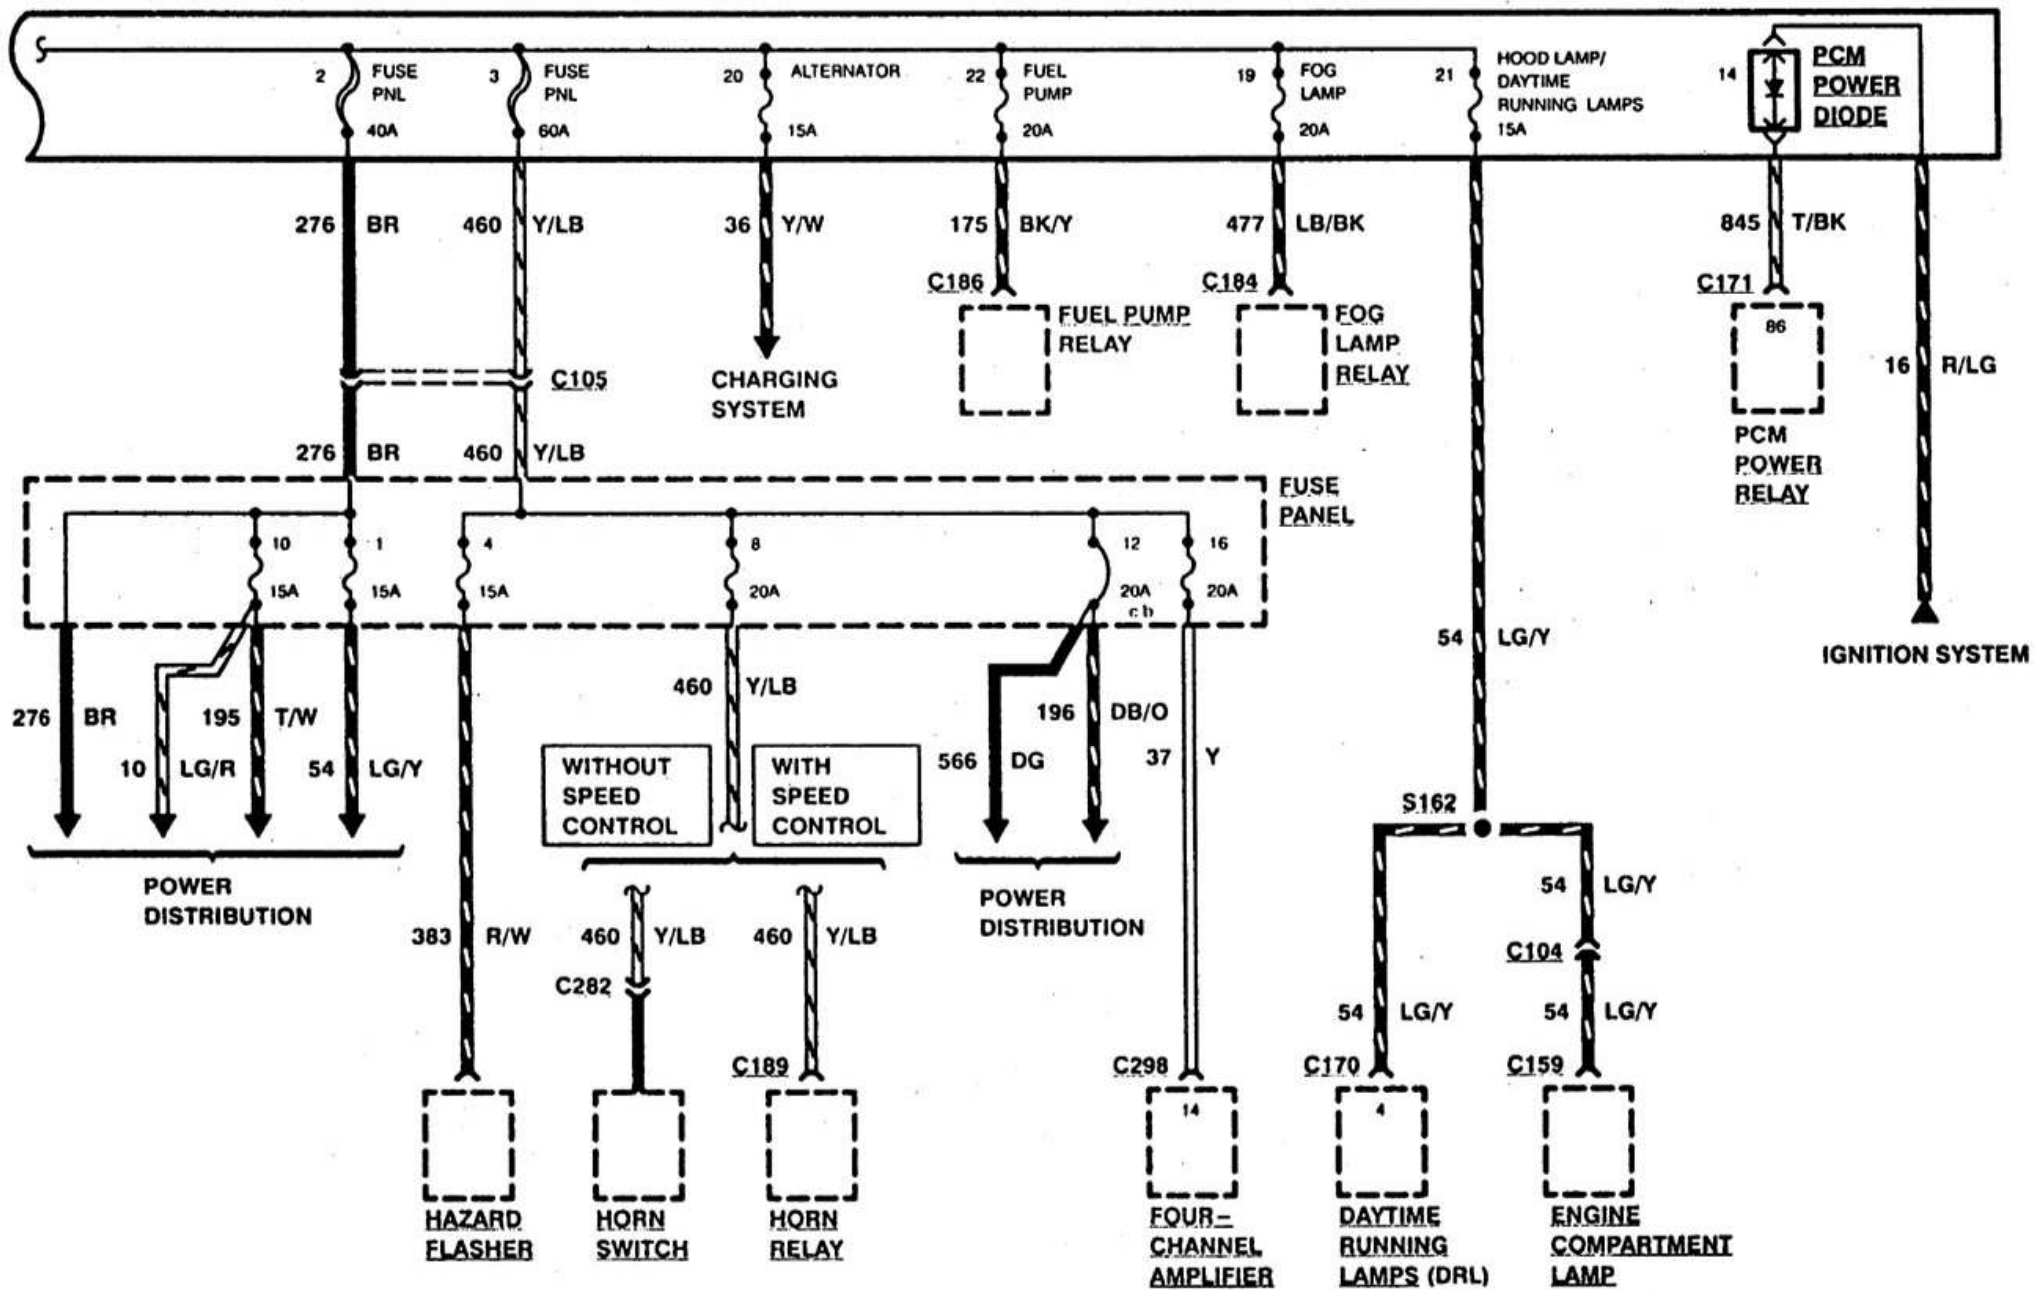 2 FUSE PNL 40A
3 FUSE PNL 60A
20 ALTERNATOR 15A
22 FUEL PUMP 20A
19 FOG LAMP 20A
21 HOOD LAMP/ DAYTIME RUNNING LAMPS 15A
14 PCM POWER DIODE
276 BR
460 Y/LB
36 Y/W
175 BK/Y
477 LB/BK
845 T/BK
C186
C184
C171
FUEL PUMP RELAY
FOG LAMP RELAY
86
16 R/LG
C105
CHARGING SYSTEM
PCM POWER RELAY
276 BR
460 Y/LB
FUSE PANEL
10 15A
1 15A
4 15A
8 20A
12 20A c b
16 20A
54 LG/Y
IGNITION SYSTEM
276 BR
10 LG/R
195 T/W
54 LG/Y
460 Y/LB
566 DG
196 DB/O
37 Y
WITHOUT SPEED CONTROL
WITH SPEED CONTROL
S162
POWER DISTRIBUTION
POWER DISTRIBUTION
54 LG/Y
383 R/W
460 Y/LB
460 Y/LB
C104
C282
54 LG/Y
54 LG/Y
C189
C298
C170
C159
14
4
HAZARD FLASHER
HORN SWITCH
HORN RELAY
FOUR-CHANNEL AMPLIFIER
DAYTIME RUNNING LAMPS (DRL)
ENGINE COMPARTMENT LAMP